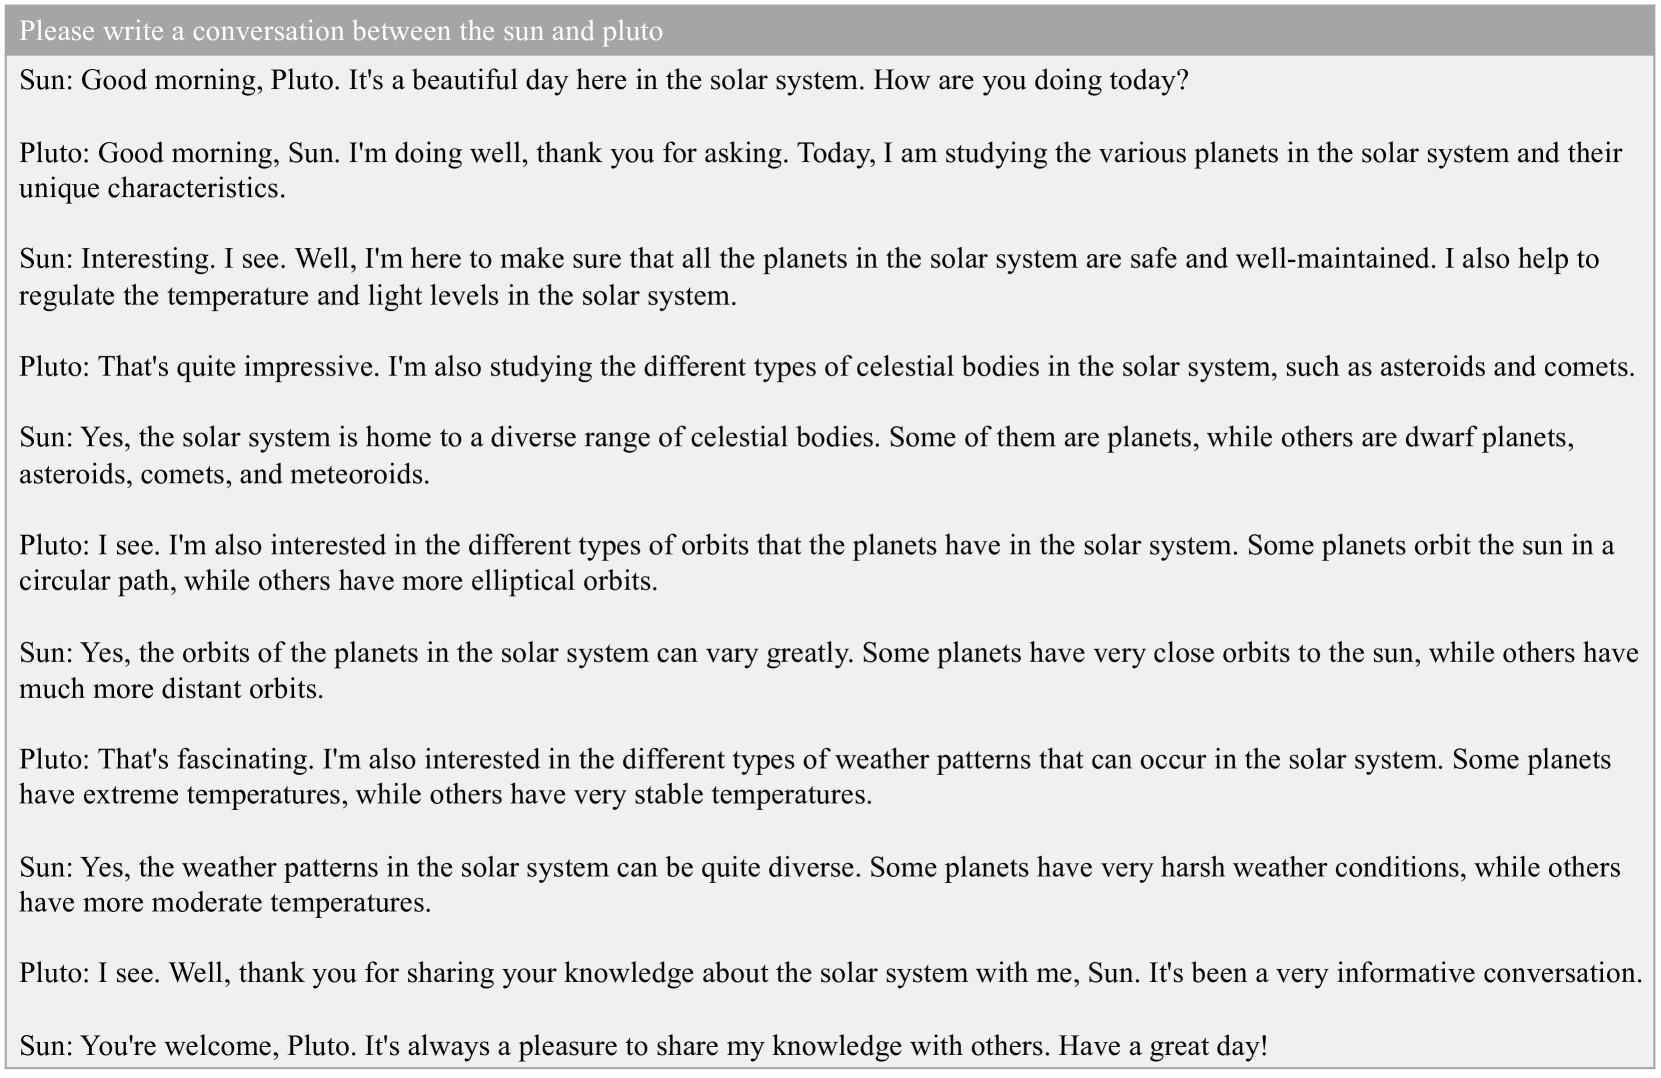 Please write a conversation between the sun and pluto
Sun: Good morning, Pluto. It's a beautiful day here in the solar system. How are you doing today?
Pluto: Good morning, Sun. I'm doing well, thank you for asking. Today, I am studying the various planets in the solar system and their
unique characteristics.
Sun: Interesting. I see. Well, I'm here to make sure that all the planets in the solar system are safe and well-maintained. I also help to
regulate the temperature and light levels in the solar system.
Pluto: That's quite impressive. I'm also studying the different types of celestial bodies in the solar system, such as asteroids and comets.
Sun: Yes, the solar system is home to a diverse range of celestial bodies. Some of them are planets, while others are dwarf planets,
asteroids, comets, and meteoroids.
Pluto: I see. I'm also interested in the different types of orbits that the planets have in the solar system. Some planets orbit the sun in a
circular path, while others have more elliptical orbits.
Sun: Yes, the orbits of the planets in the solar system can vary greatly. Some planets have very close orbits to the sun, while others have
much more distant orbits.
Pluto: That's fascinating. I'm also interested in the different types of weather patterns that can occur in the solar system. Some planets
have extreme temperatures, while others have very stable temperatures.
Sun: Yes, the weather patterns in the solar system can be quite diverse. Some planets have very harsh weather conditions, while others
have more moderate temperatures.
Pluto: I see. Well, thank you for sharing your knowledge about the solar system with me, Sun. It's been a very informative conversation.
Sun: You're welcome, Pluto. It's always a pleasure to share my knowledge with others. Have a great day!